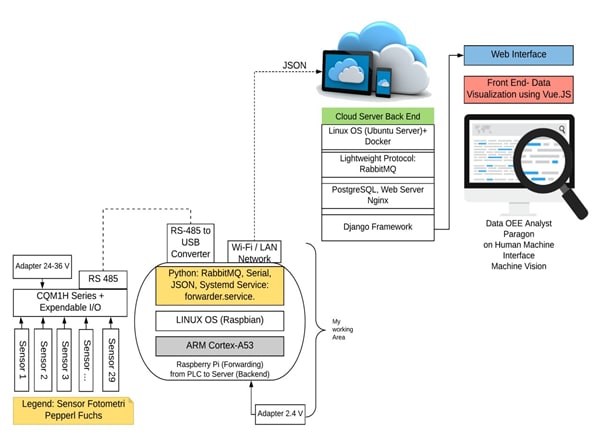 JSON
Cloud Server Back End
Linux OS (Ubuntu Server)+
Docker
Lightweight Protocol:
RabbitMQ
PostgreSQL, Web Server
Nginx
Django Framework
Web Interface
Front End- Data
Visualization using Vue.JS
Data OEE Analyst
Paragon
on Human Machine
Interface
Machine Vision
RS-485 to
USB
Converter
Wi-Fi / LAN
Network
Python: RabbitMQ, Serial,
JSON, Systemd Service:
forwarder.service.
LINUX OS (Raspbian)
ARM Cortex-A53
Raspberry Pi (Forwarding)
from PLC to Server (Backend)
Adapter 2.4 V
My
working
Area
Adapter 24-36 V
RS 485
CQM1H Series +
Expendable I/O
Sensor 1
Sensor 2
Sensor 3
Sensor ...
Sensor 29
Legend: Sensor Fotometri
Pepperl Fuchs